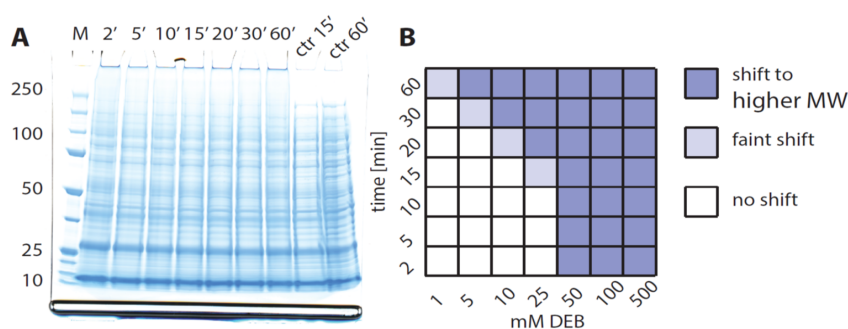 A
M 2′ 5′ 10′ 15′ 20′ 30′ 60′ ctr 15′ ctr 60′
250
100
50
25
10
B
time [min]
60
30
20
15
10
5
2
1 5 10 25 50 100 500
mM DEB
shift to
higher MW
faint shift
no shift